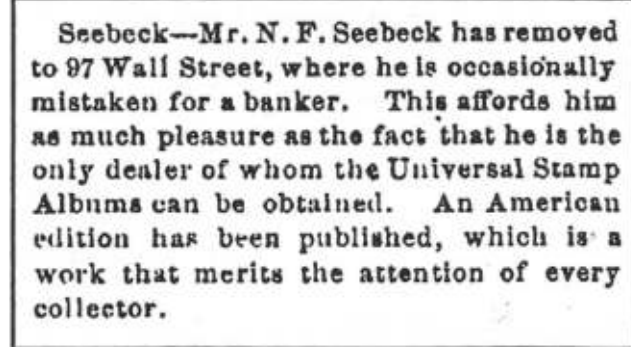 Seebeck—Mr. N. F. Seebeck has removed
to 97 Wall Street, where he is occasionally
mistaken for a banker. This affords him
as much pleasure as the fact that he is the
only dealer of whom the Universal Stamp
Albums can be obtained. An American
edition has been published, which is a
work that merits the attention of every
collector.